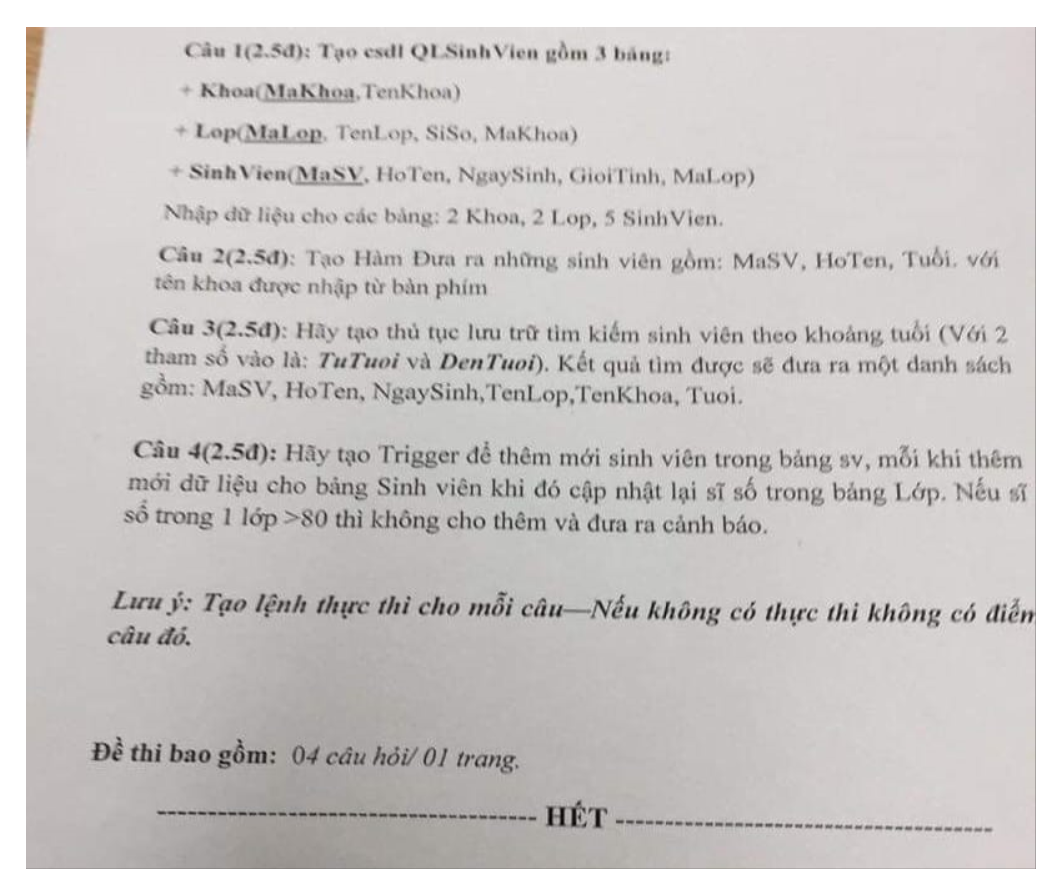 Câu 1(2.5đ): Tạo csdl QLSinhVien gồm 3 bảng:
+ Khoa(MaKhoa,TenKhoa)
+ Lop(MaLop, TenLop, SiSo, MaKhoa)
+ SinhVien(MaSV, HoTen, NgaySinh, GioiTinh, MaLop)
Nhập dữ liệu cho các bảng: 2 Khoa, 2 Lop, 5 SinhVien.
Câu 2(2.5đ): Tạo Hàm Đưa ra những sinh viên gồm: MaSV, HoTen, Tuổi. với
tên khoa được nhập từ bàn phím
Câu 3(2.5đ): Hãy tạo thủ tục lưu trữ tìm kiếm sinh viên theo khoảng tuổi (Với 2
tham số vào là: TuTuoi và DenTuoi). Kết quả tìm được sẽ đưa ra một danh sách
gồm: MaSV, HoTen, NgaySinh,TenLop,TenKhoa, Tuoi.
Câu 4(2.5đ): Hãy tạo Trigger để thêm mới sinh viên trong bảng sv, mỗi khi thêm
mới dữ liệu cho bảng Sinh viên khi đó cập nhật lại sĩ số trong bảng Lớp. Nếu sĩ
số trong 1 lớp >80 thì không cho thêm và đưa ra cảnh báo.
Lưu ý: Tạo lệnh thực thi cho mỗi câu—Nếu không có thực thi không có điểm
câu đó.
Đề thi bao gồm: 04 câu hỏi/ 01 trang.
-------------------------------------- HẾT --------------------------------------